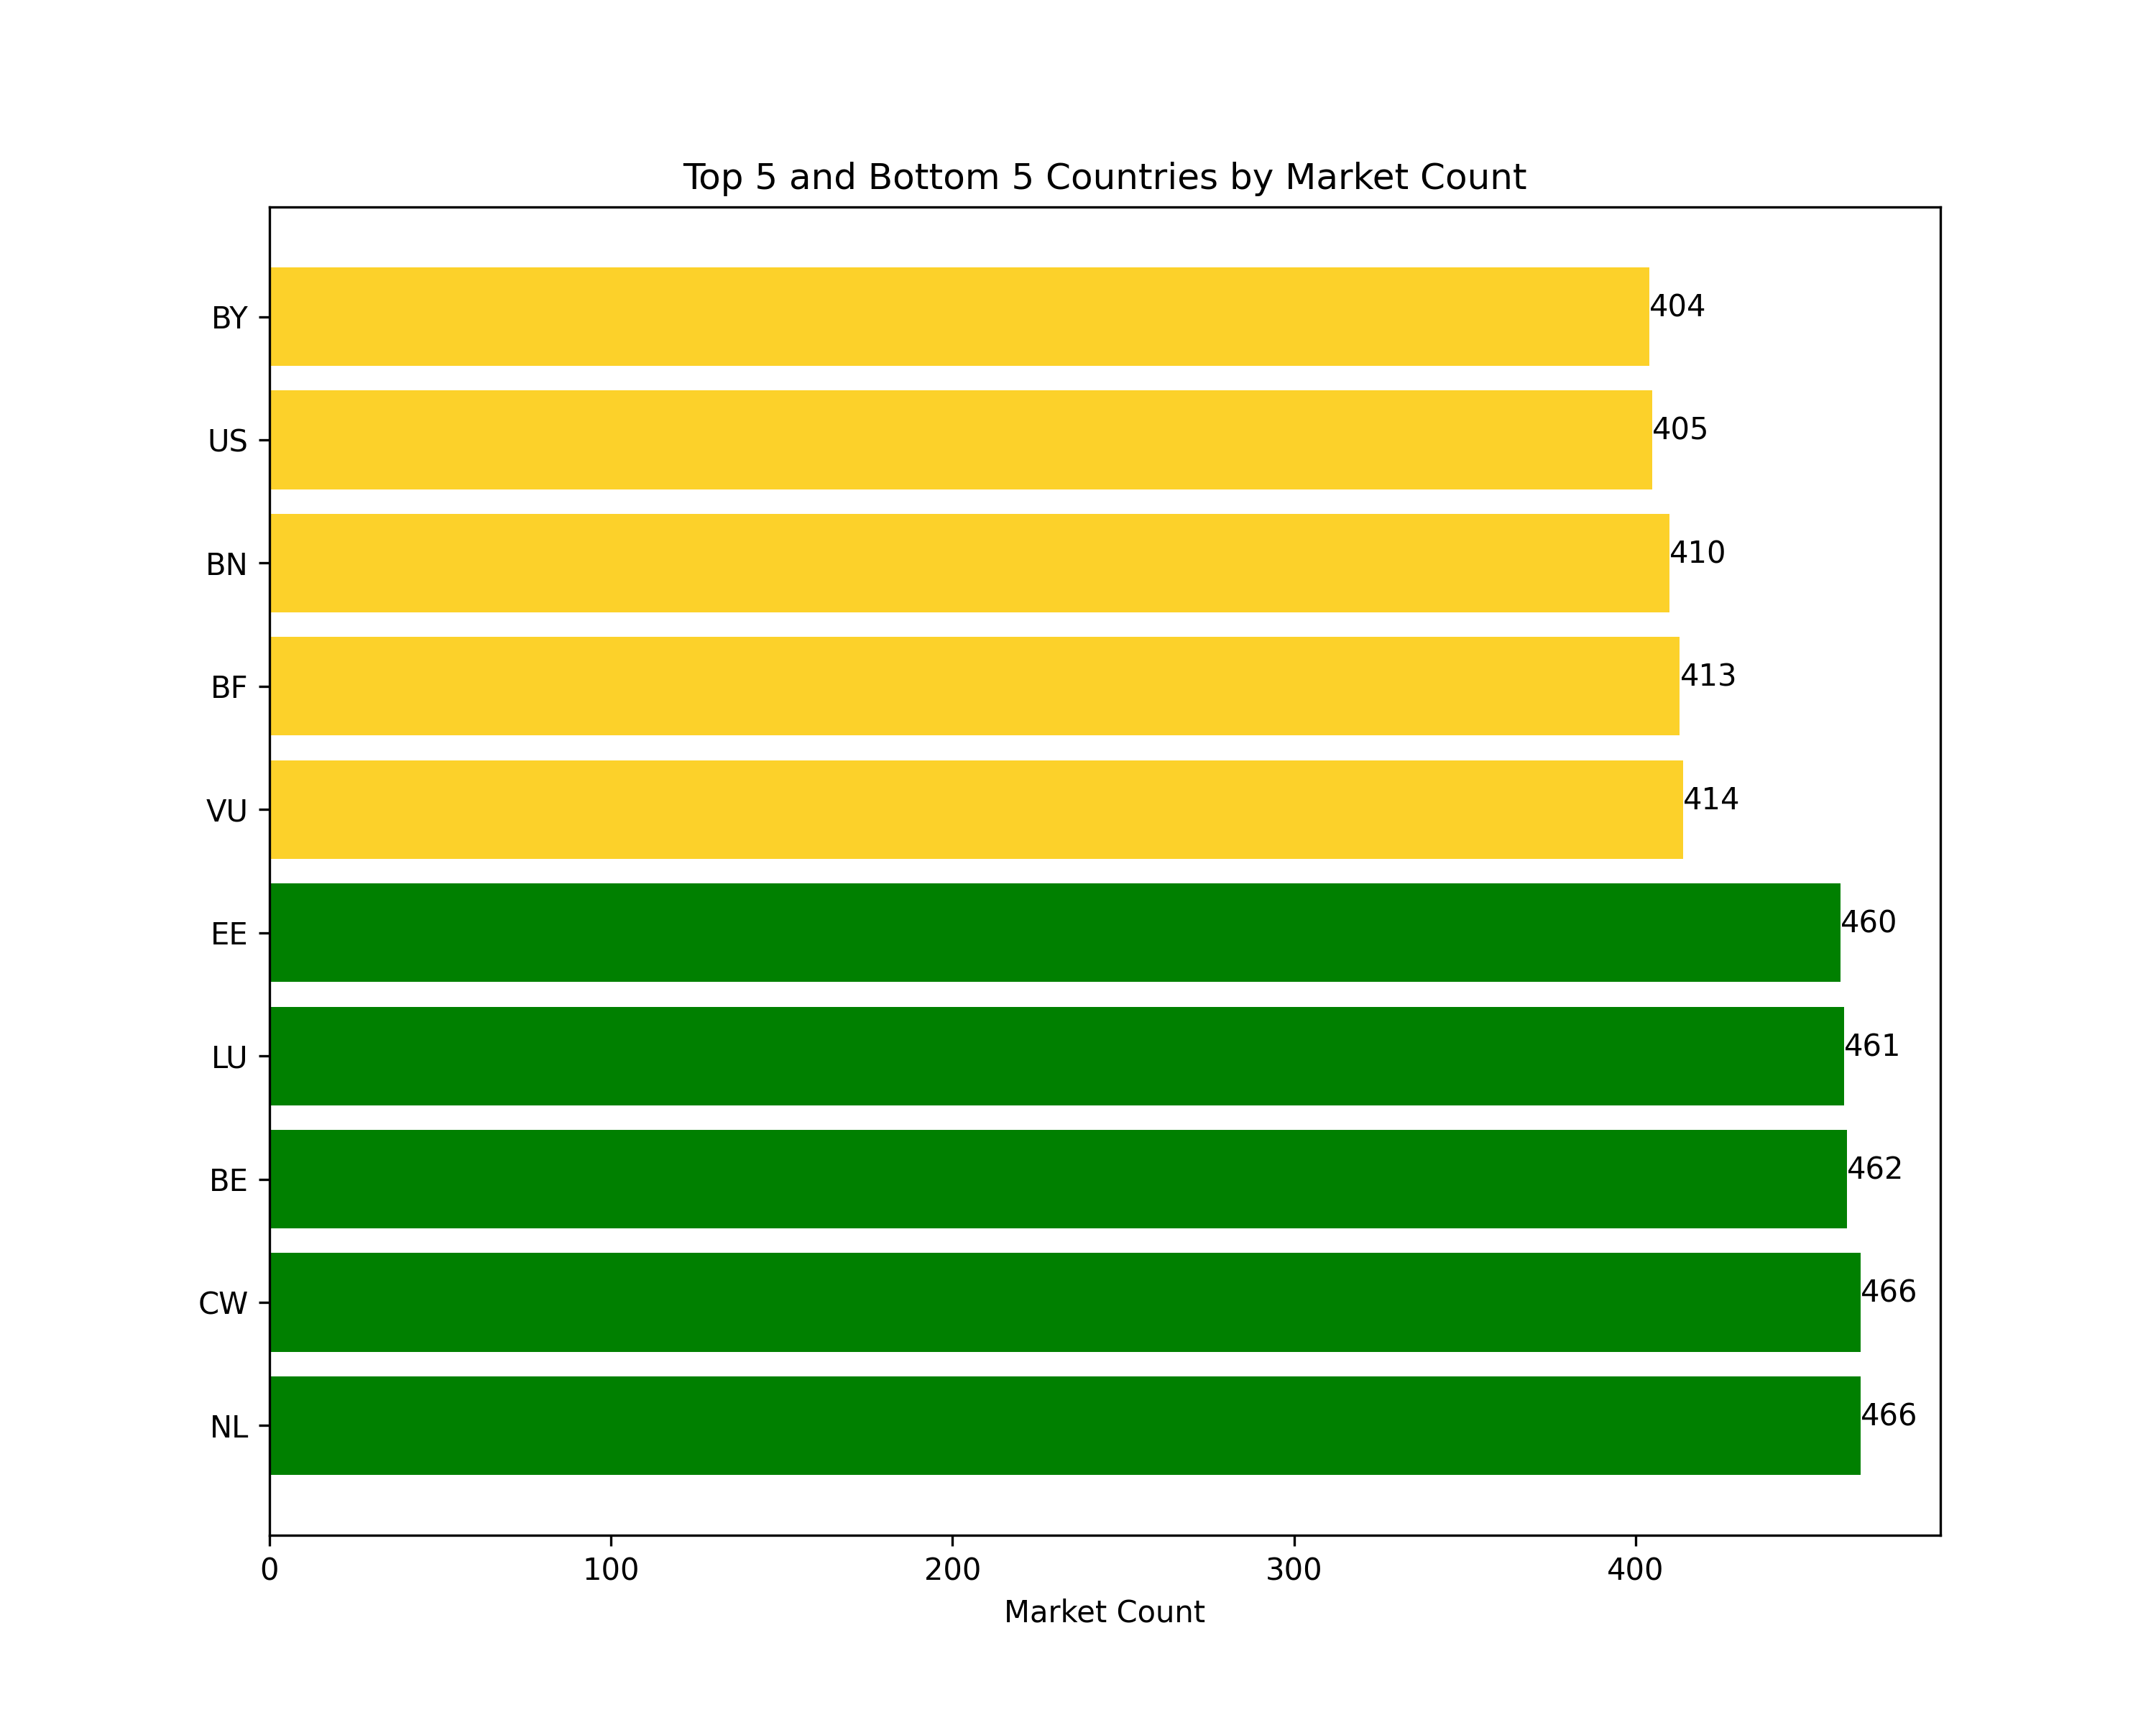 Top 5 and Bottom 5 Countries by Market Count
BY 404
US 405
BN 410
BF 413
VU 414
EE 460
LU 461
BE 462
CW 466
NL 466
0 100 200 300 400
Market Count